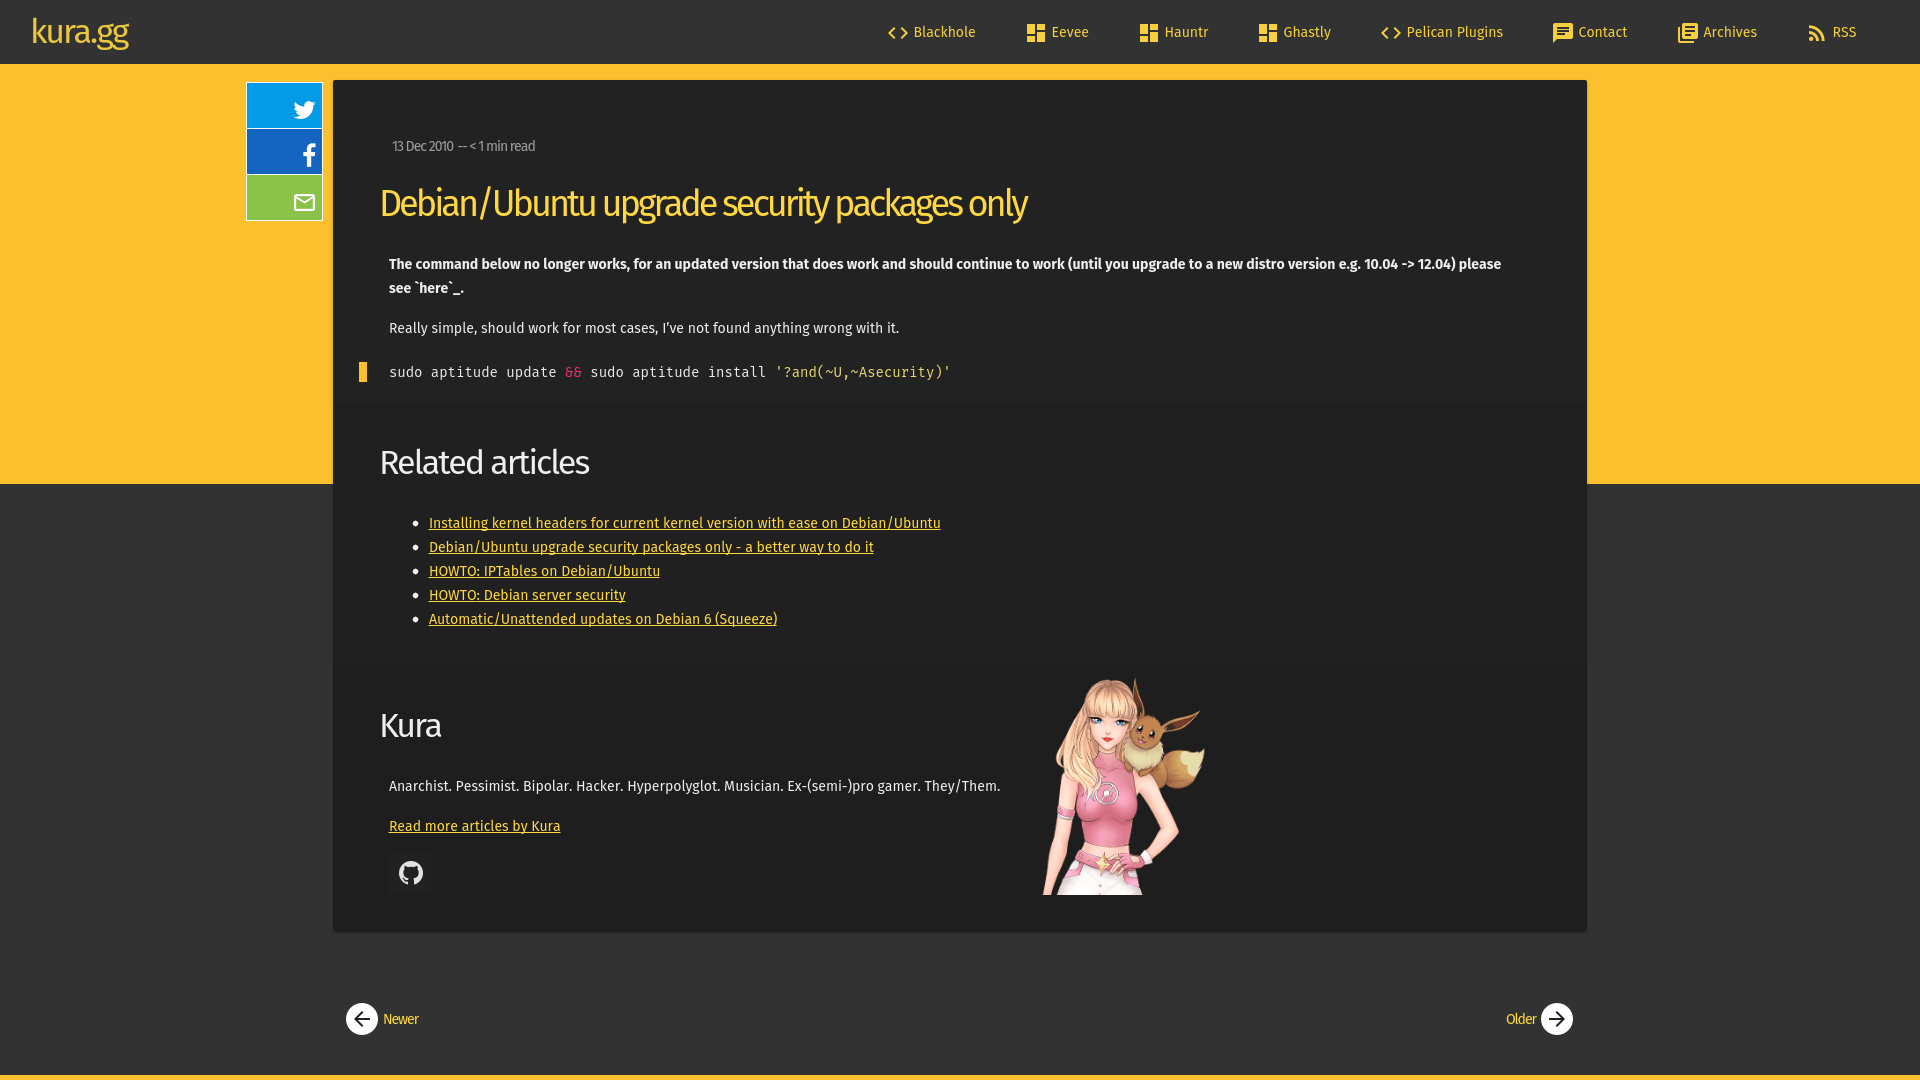 kura.gg
Blackhole
Eevee
Hauntr
Ghastly
Pelican Plugins
Contact
Archives
RSS
13 Dec 2010 -- < 1 min read
Debian/Ubuntu upgrade security packages only
The command below no longer works, for an updated version that does work and should continue to work (until you upgrade to a new distro version e.g. 10.04 -> 12.04) please
see `here`_.
Really simple, should work for most cases, I’ve not found anything wrong with it.
sudo aptitude update && sudo aptitude install '?and(~U,~Asecurity)'
Related articles
Installing kernel headers for current kernel version with ease on Debian/Ubuntu
Debian/Ubuntu upgrade security packages only - a better way to do it
HOWTO: IPTables on Debian/Ubuntu
HOWTO: Debian server security
Automatic/Unattended updates on Debian 6 (Squeeze)
Kura
Anarchist. Pessimist. Bipolar. Hacker. Hyperpolyglot. Musician. Ex-(semi-)pro gamer. They/Them.
Read more articles by Kura
Newer
Older